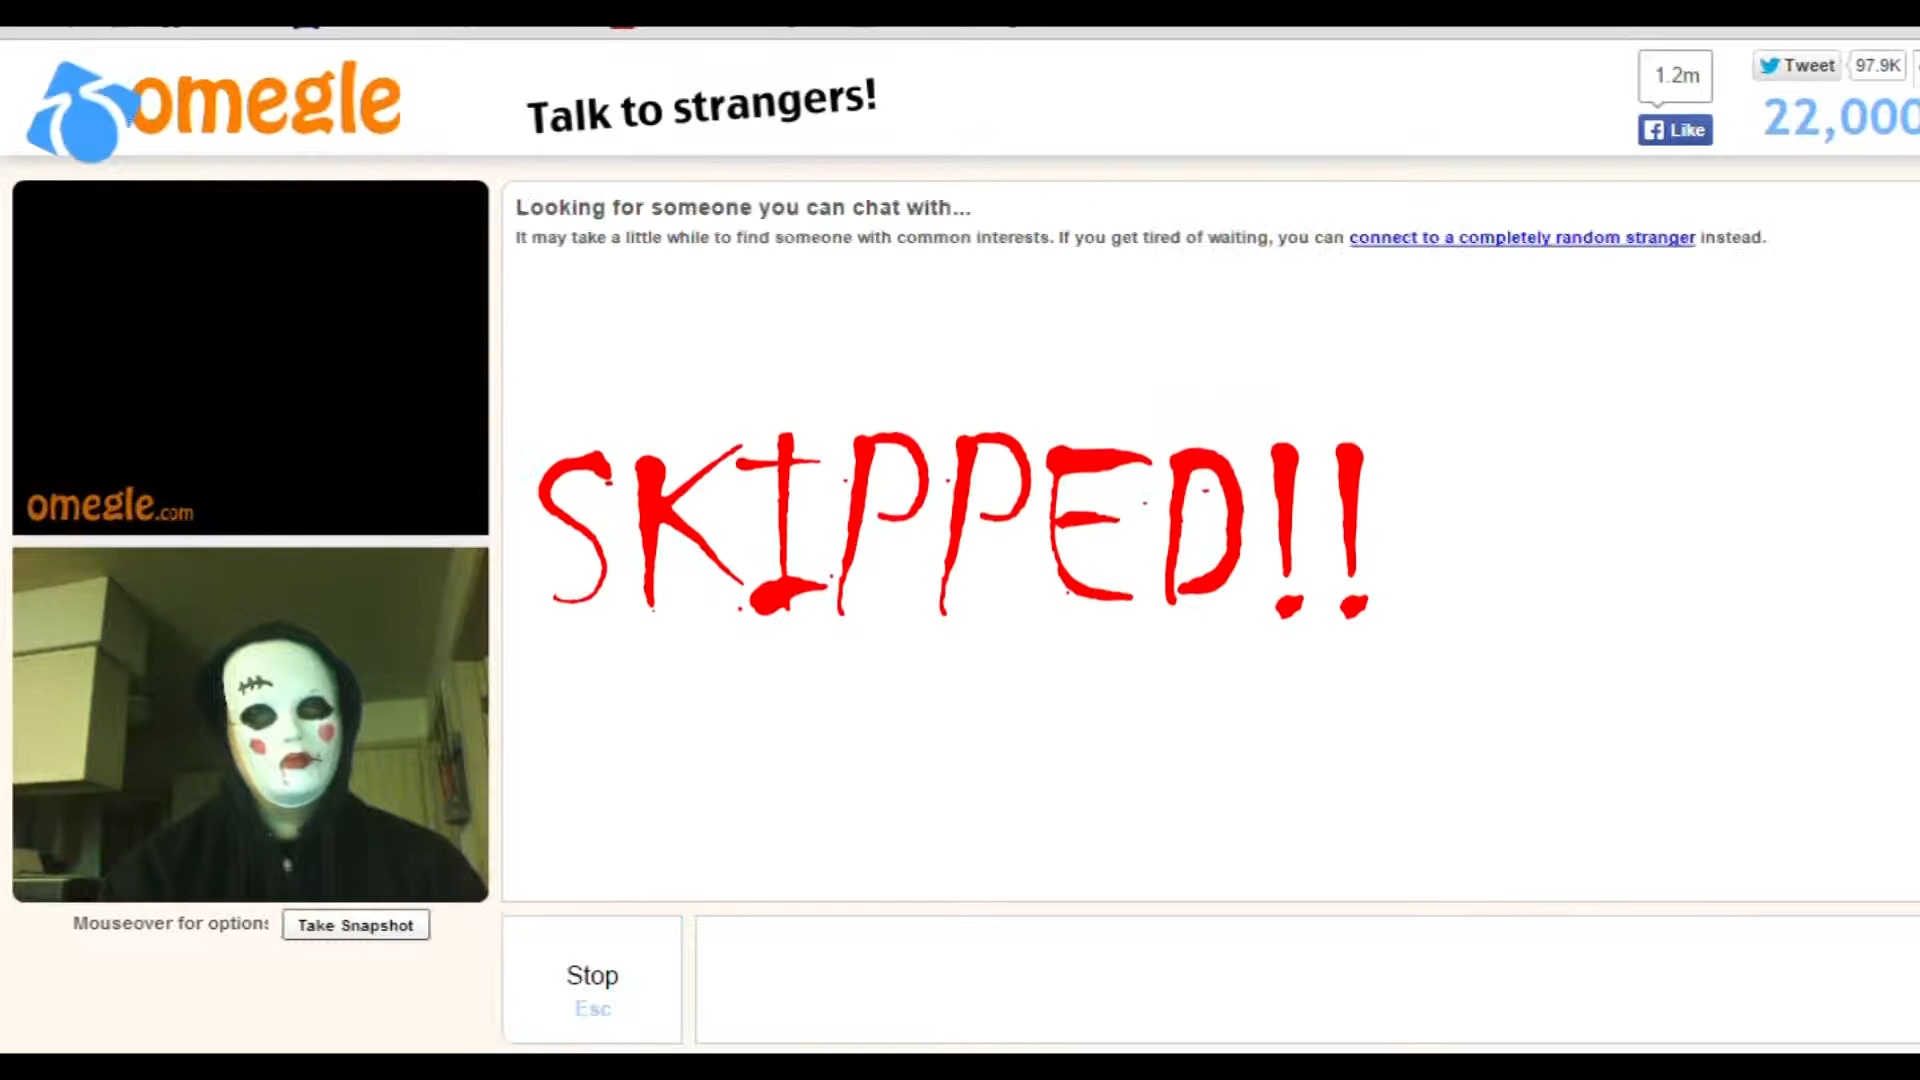 omegle
Talk to strangers!
1.2m
Like
Tweet
97.9K
22,000
Looking for someone you can chat with...
It may take a little while to find someone with common interests. If you get tired of waiting, you can connect to a completely random stranger instead.
omegle.com
SKIPPED!!
Mouseover for options
Take Snapshot
Stop
Esc